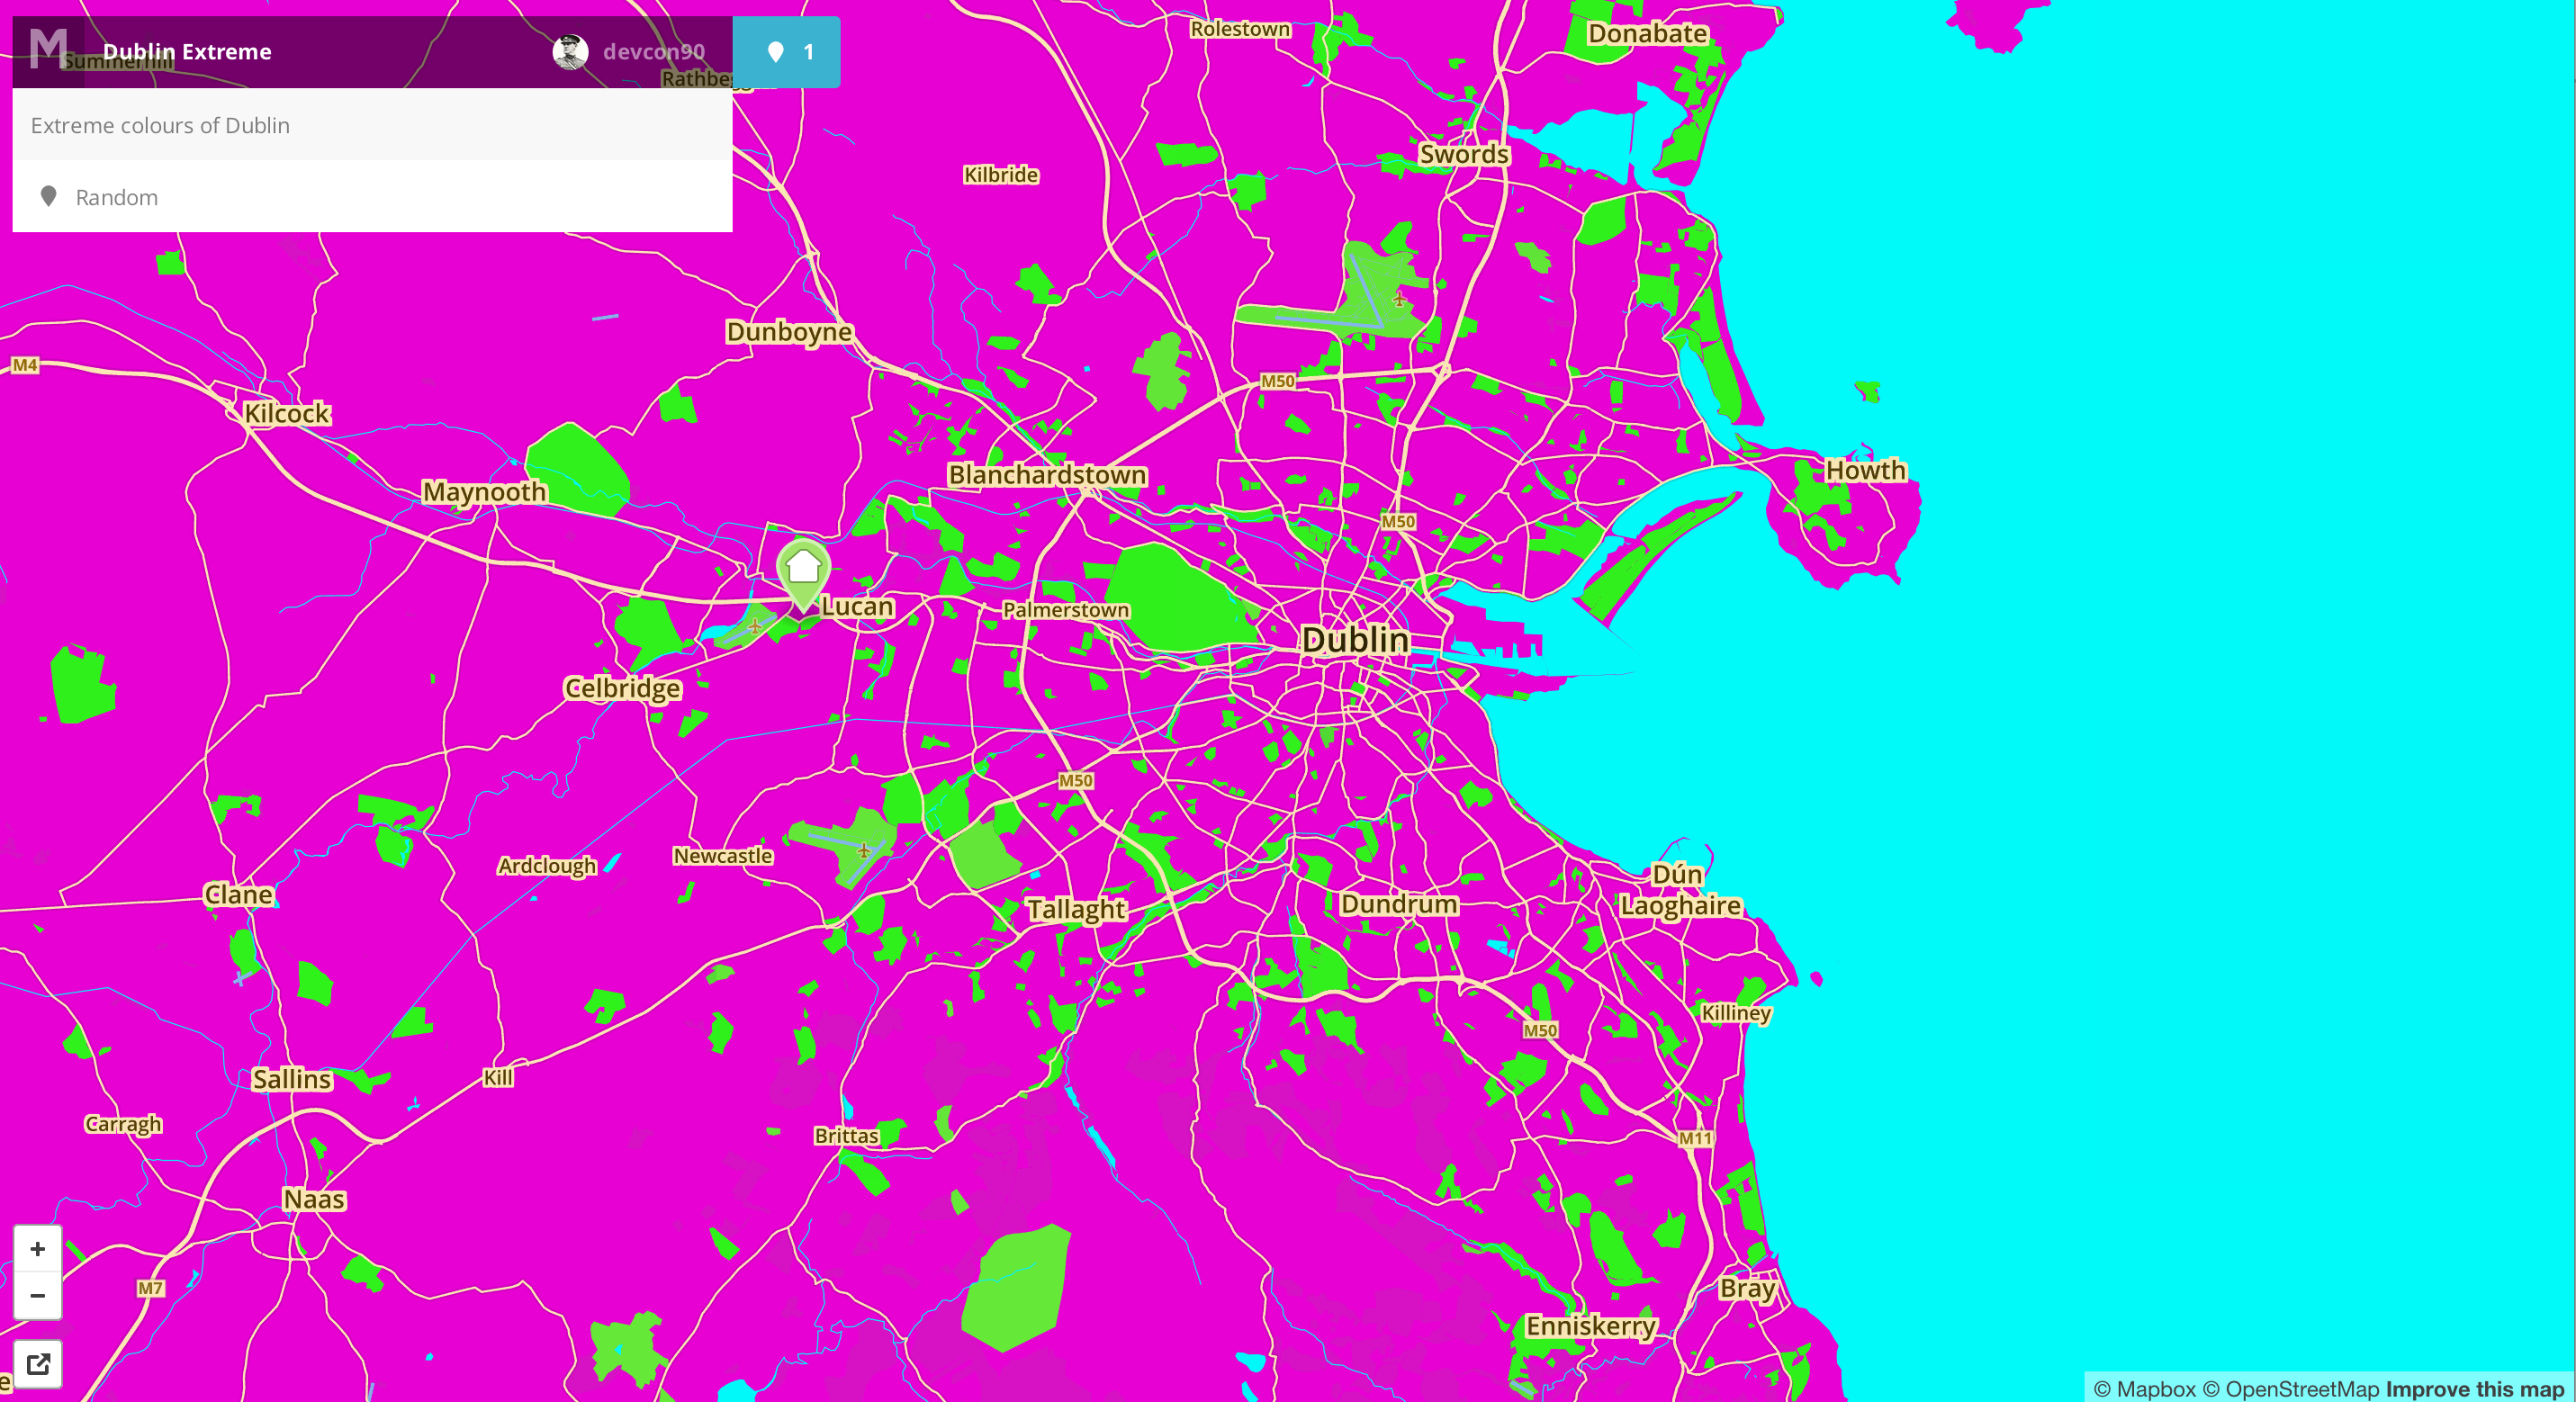 M
Dublin Extreme
devcon90
1
Summerhill
Extreme colours of Dublin
Random
Rolestown
Donabate
Swords
Kilbride
Dunboyne
M4
M50
Kilcock
Blanchardstown
Howth
Maynooth
M50
Lucan
Palmerstown
Dublin
Celbridge
M50
Newcastle
Ardclough
Clane
Tallaght
Dundrum
Dún
Laoghaire
Killiney
M50
Sallins
Kill
Carragh
Brittas
M11
Naas
+
−
M7
Bray
Enniskerry
© Mapbox © OpenStreetMap Improve this map